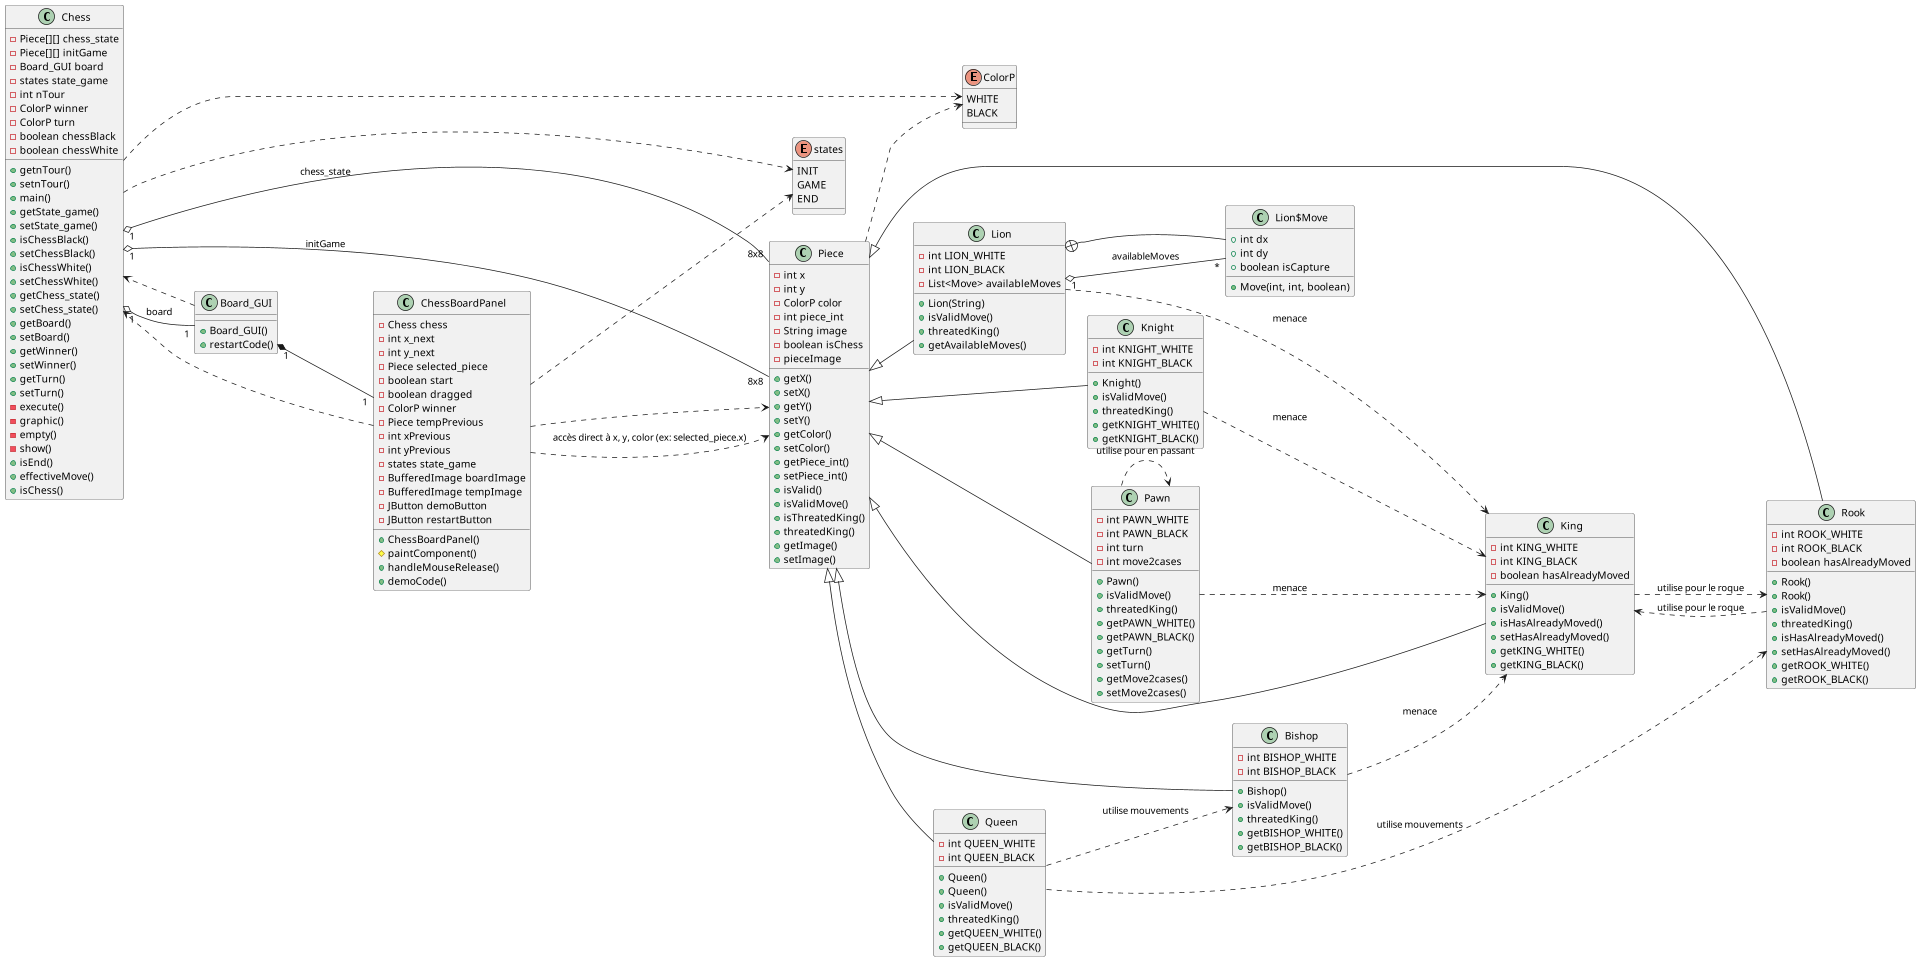 Chess
Piece[][] chess_state
Piece[][] initGame
Board_GUI board
states state_game
int nTour
ColorP winner
ColorP turn
boolean chessBlack
boolean chessWhite
getnTour()
setnTour()
main()
getState_game()
setState_game()
isChessBlack()
setChessBlack()
isChessWhite()
setChessWhite()
getChess_state()
setChess_state()
getBoard()
setBoard()
getWinner()
setWinner()
getTurn()
setTurn()
execute()
graphic()
empty()
show()
isEnd()
effectiveMove()
isChess()
1
1
1
board
1
Board_GUI
Board_GUI()
restartCode()
1
1
chess_state
initGame
8x8
8x8
ChessBoardPanel
Chess chess
int x_next
int y_next
Piece selected_piece
boolean start
boolean dragged
ColorP winner
Piece tempPrevious
int xPrevious
int yPrevious
states state_game
BufferedImage boardImage
BufferedImage tempImage
JButton demoButton
JButton restartButton
ChessBoardPanel()
paintComponent()
handleMouseRelease()
demoCode()
accès direct à x, y, color (ex: selected_piece.x)
states
INIT
GAME
END
ColorP
WHITE
BLACK
Piece
int x
int y
ColorP color
int piece_int
String image
boolean isChess
pieceImage
getX()
setX()
getY()
setY()
getColor()
setColor()
getPiece_int()
setPiece_int()
isValid()
isValidMove()
isThreatedKing()
threatedKing()
getImage()
setImage()
Lion
int LION_WHITE
int LION_BLACK
List<Move> availableMoves
Lion(String)
isValidMove()
threatedKing()
getAvailableMoves()
1
availableMoves
*
Lion$Move
int dx
int dy
boolean isCapture
Move(int, int, boolean)
menace
Knight
int KNIGHT_WHITE
int KNIGHT_BLACK
Knight()
isValidMove()
threatedKing()
getKNIGHT_WHITE()
getKNIGHT_BLACK()
menace
utilise pour en passant
Pawn
int PAWN_WHITE
int PAWN_BLACK
int turn
int move2cases
Pawn()
isValidMove()
threatedKing()
getPAWN_WHITE()
getPAWN_BLACK()
getTurn()
setTurn()
getMove2cases()
setMove2cases()
menace
King
int KING_WHITE
int KING_BLACK
boolean hasAlreadyMoved
King()
isValidMove()
isHasAlreadyMoved()
setHasAlreadyMoved()
getKING_WHITE()
getKING_BLACK()
utilise pour le roque
utilise pour le roque
Rook
int ROOK_WHITE
int ROOK_BLACK
boolean hasAlreadyMoved
Rook()
Rook()
isValidMove()
threatedKing()
isHasAlreadyMoved()
setHasAlreadyMoved()
getROOK_WHITE()
getROOK_BLACK()
menace
Bishop
int BISHOP_WHITE
int BISHOP_BLACK
Bishop()
isValidMove()
threatedKing()
getBISHOP_WHITE()
getBISHOP_BLACK()
utilise mouvements
utilise mouvements
Queen
int QUEEN_WHITE
int QUEEN_BLACK
Queen()
Queen()
isValidMove()
threatedKing()
getQUEEN_WHITE()
getQUEEN_BLACK()